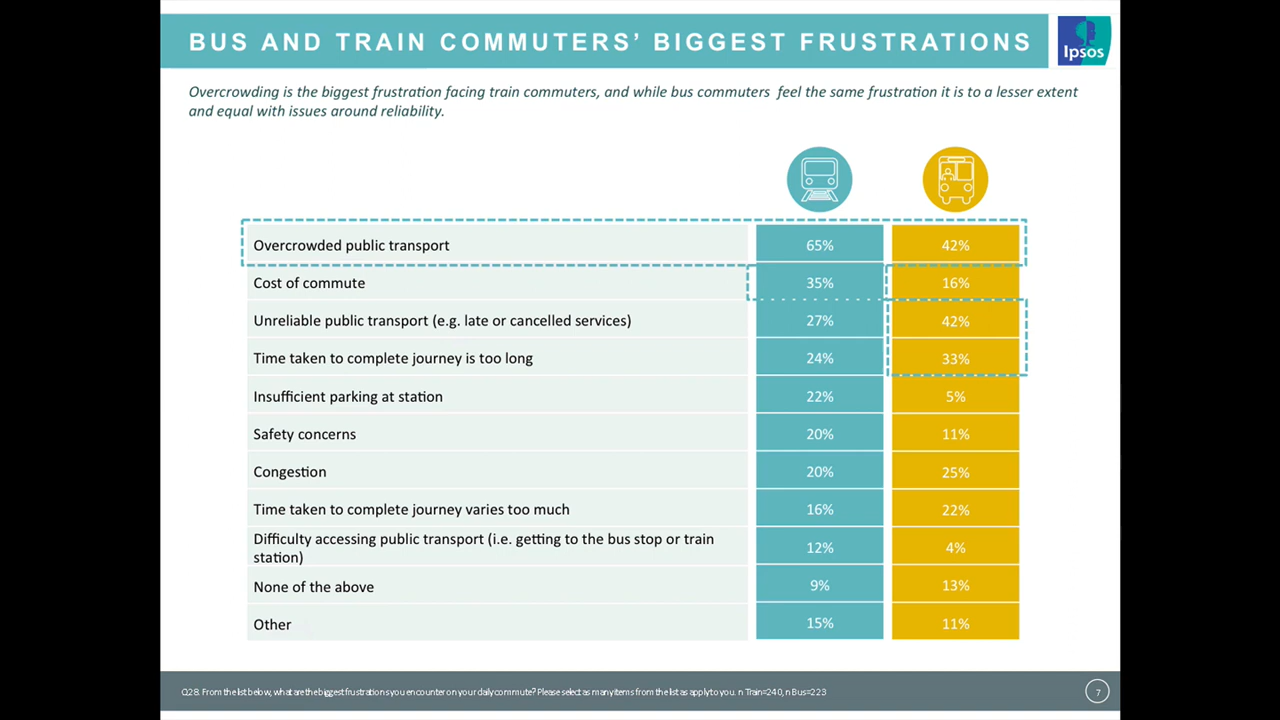 BUS AND TRAIN COMMUTERS’ BIGGEST FRUSTRATIONS
Ipsos
Overcrowding is the biggest frustration facing train commuters, and while bus commuters feel the same frustration it is to a lesser extent
and equal with issues around reliability.
Overcrowded public transport 65% 42%
Cost of commute 35% 16%
Unreliable public transport (e.g. late or cancelled services) 27% 42%
Time taken to complete journey is too long 24% 33%
Insufficient parking at station 22% 5%
Safety concerns 20% 11%
Congestion 20% 25%
Time taken to complete journey varies too much 16% 22%
Difficulty accessing public transport (i.e. getting to the bus stop or train
station) 12% 4%
None of the above 9% 13%
Other 15% 11%
Q28. From the list below, what are the biggest frustrations you encounter on your daily commute? Please select as many items from the list as apply to you. n Train=240, n Bus=223
7